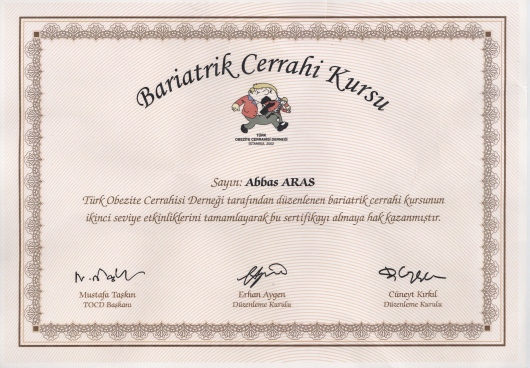 Bariatrik Cerrahi Kursu
TÜRK
OBEZİTE CERRAHİSİ DERNEĞİ
İSTANBUL, 2002
Sayın: Abbas ARAS
Türk Obezite Cerrahisi Derneği tarafından düzenlenen bariatrik cerrahi kursunun
ikinci seviye etkinliklerini tamamlayarak bu sertifikayı almaya hak kazanmıştır.
Mustafa Taşkın Erhan Aygen Cüneyt Kırkıl
TOCD Başkanı Düzenleme Kurulu Düzenleme Kurulu